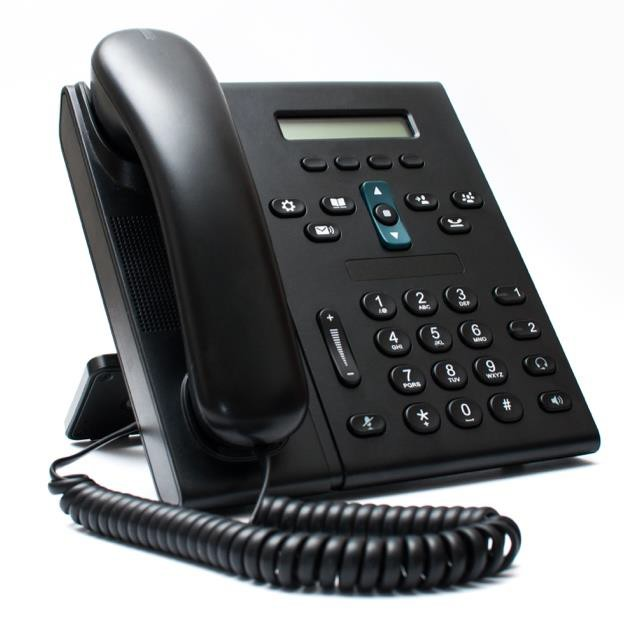 1 2 3 1
/@ ABC DEF
4 5 6 2
GHI JKL MNO
7 8 9
PQRS TUV WXYZ
* 0 #
+